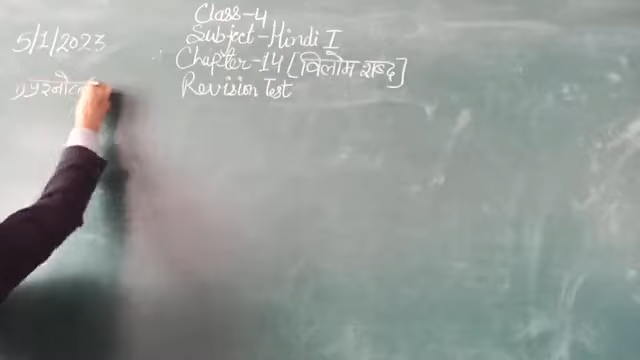 Class-4
5/1/2023
Subject-Hindi I
Chapter-14 [विलोम शब्द]
Revision Test